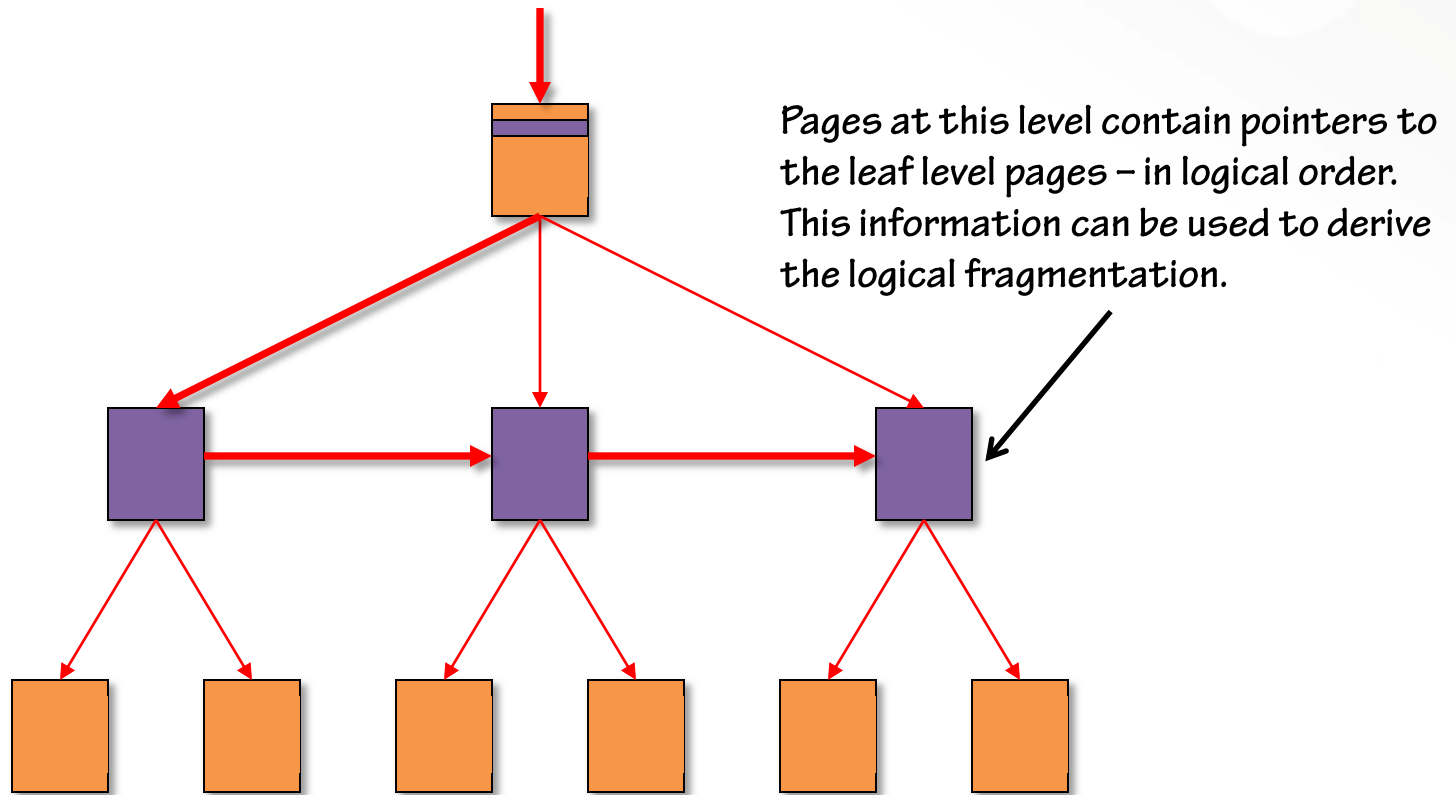 Pages at this level contain pointers to
the leaf level pages – in logical order.
This information can be used to derive
the logical fragmentation.